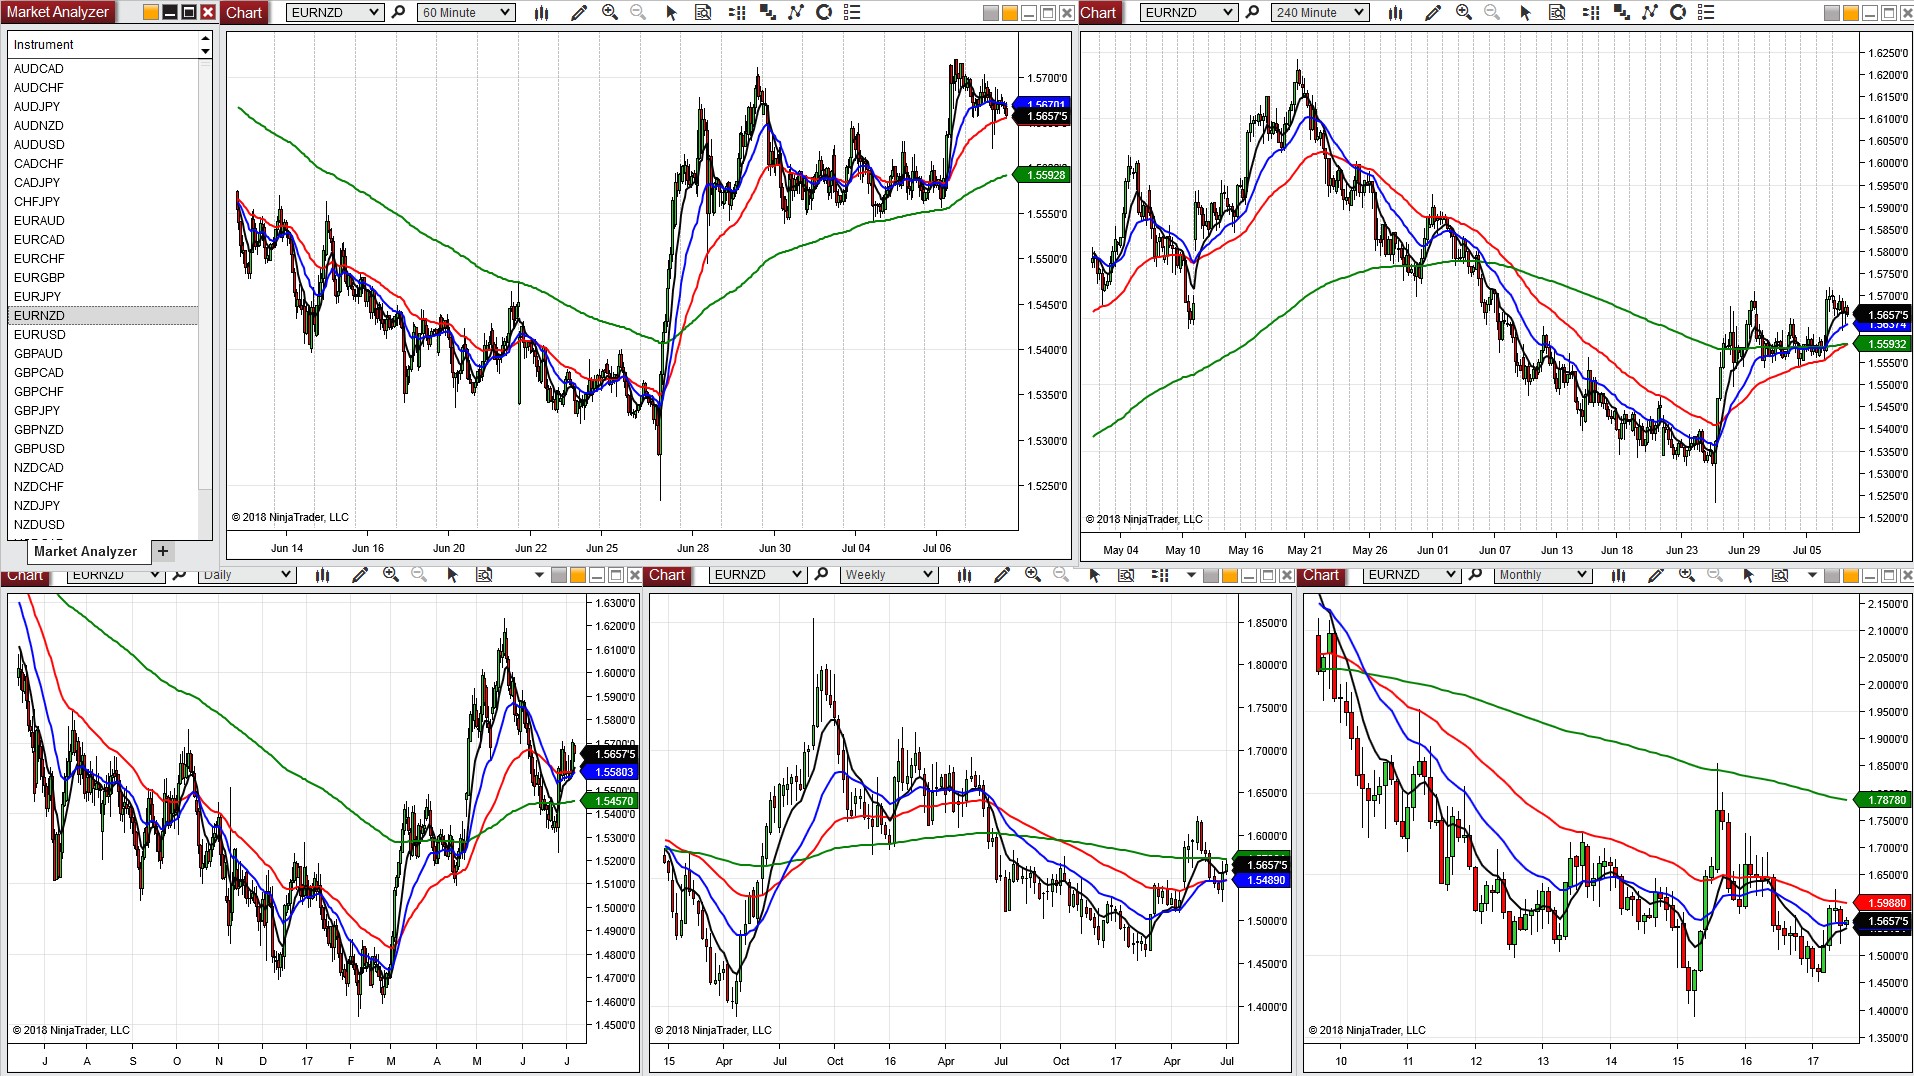 Market Analyzer
Instrument
AUDCAD
AUDCHF
AUDJPY
AUDNZD
AUDUSD
CADCHF
CADJPY
CHFJPY
EURAUD
EURCAD
EURCHF
EURGBP
EURJPY
EURNZD
EURUSD
GBPAUD
GBPCAD
GBPCHF
GBPJPY
GBPNZD
GBPUSD
NZDCAD
NZDCHF
NZDJPY
NZDUSD
Market Analyzer +
Chart EURNZD 60 Minute
1.5700'0
1.56701
1.5657'5
1.55928
1.5550'0
1.5500'0
1.5450'0
1.5400'0
1.5350'0
1.5300'0
1.5250'0
© 2018 NinjaTrader, LLC
Jun 14 Jun 16 Jun 20 Jun 22 Jun 25 Jun 28 Jun 30 Jul 04 Jul 06
Chart EURNZD 240 Minute
1.6250'0
1.6200'0
1.6150'0
1.6100'0
1.6050'0
1.6000'0
1.5950'0
1.5900'0
1.5850'0
1.5800'0
1.5750'0
1.5700'0
1.5657'5
1.56374
1.55932
1.5550'0
1.5500'0
1.5450'0
1.5400'0
1.5350'0
1.5300'0
1.5250'0
1.5200'0
© 2018 NinjaTrader, LLC
May 04 May 10 May 16 May 21 May 26 Jun 01 Jun 07 Jun 13 Jun 18 Jun 23 Jun 29 Jul 05
Chart EURNZD Daily
1.6300'0
1.6200'0
1.6100'0
1.6000'0
1.5900'0
1.5800'0
1.5700'0
1.5657'5
1.55803
1.5500'0
1.54570
1.5300'0
1.5200'0
1.5100'0
1.5000'0
1.4900'0
1.4800'0
1.4700'0
1.4600'0
1.4500'0
© 2018 NinjaTrader, LLC
J A S O N D 17 F M A M J J
Chart EURNZD Weekly
1.8500'0
1.8000'0
1.7500'0
1.7000'0
1.6500'0
1.6000'0
1.5657'5
1.54890
1.5000'0
1.4500'0
1.4000'0
© 2018 NinjaTrader, LLC
15 Apr Jul Oct 16 Apr Jul Oct 17 Apr Jul
Chart EURNZD Monthly
2.1500'0
2.1000'0
2.0500'0
2.0000'0
1.9500'0
1.9000'0
1.8500'0
1.78780
1.7500'0
1.7000'0
1.6500'0
1.59880
1.5657'5
1.5000'0
1.4500'0
1.4000'0
1.3500'0
© 2018 NinjaTrader, LLC
10 11 12 13 14 15 16 17